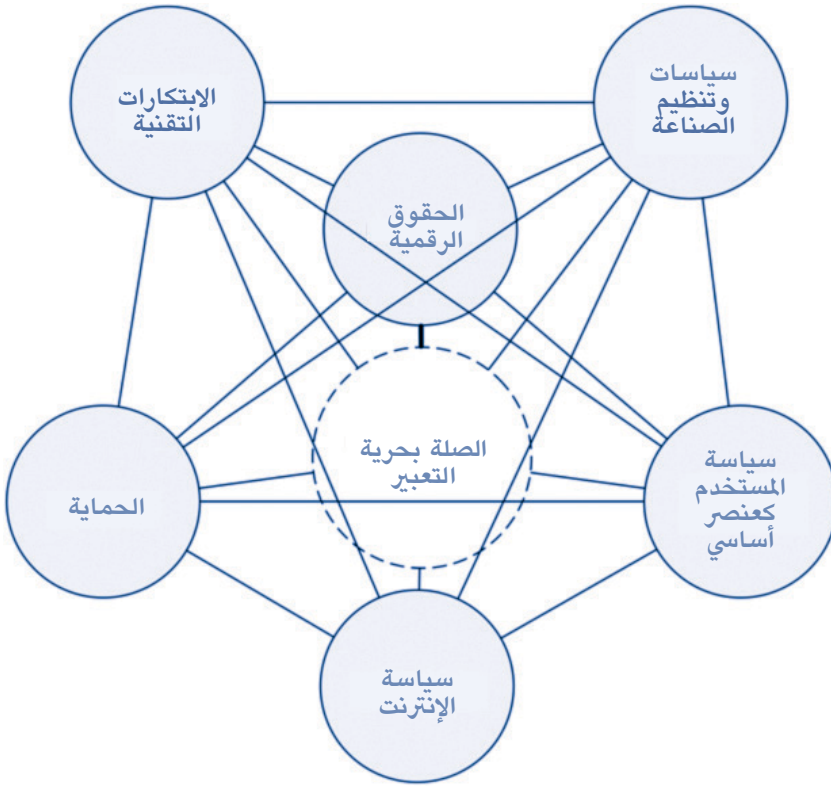 سياسات
وتنظيم
الصناعة
الابتكارات
التقنية
الحقوق
الرقمية
الصلة بحرية
التعبير
سياسة
المستخدم
كعنصر
أساسي
الحماية
سياسة
الإنترنت